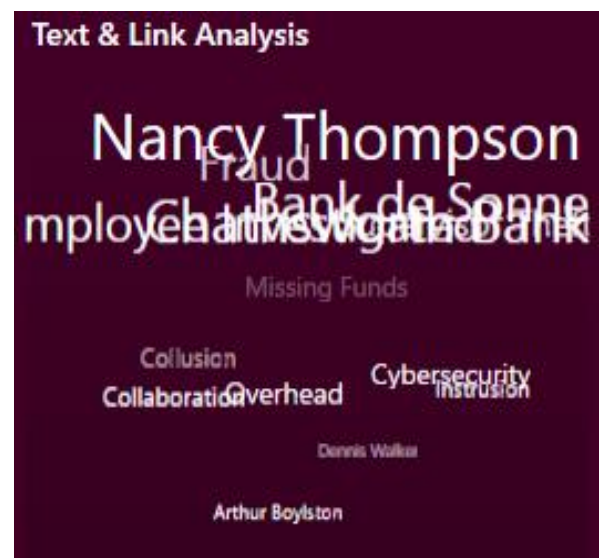 Text & Link Analysis
Nancy Thompson
Fraud
Bank de Sonne
Missing Funds
Collusion
Cybersecurity
Instrusion
Collaboration
Overhead
Dennis Walker
Arthur Boylston